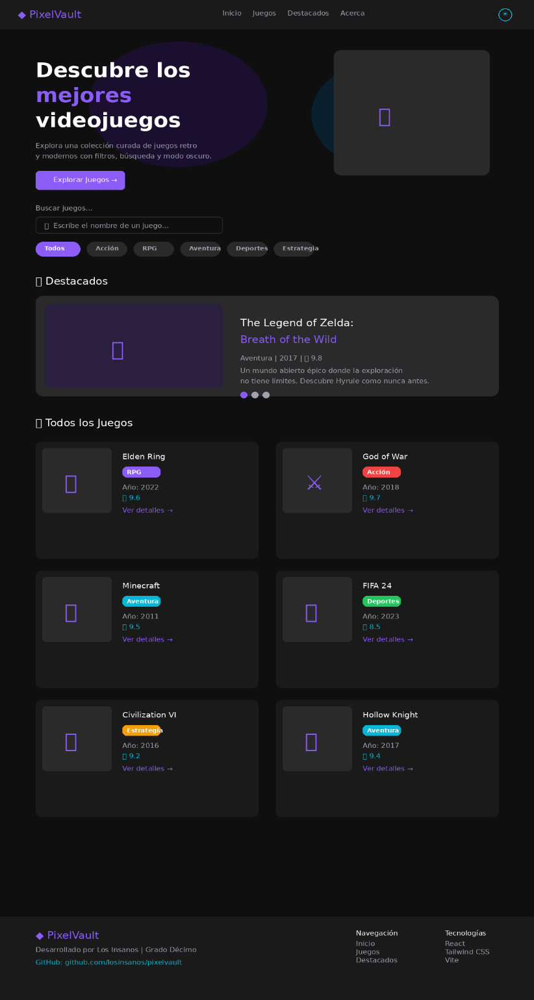 ◆ PixelVault
Inicio Juegos Destacados Acerca
Descubre los
mejores
videojuegos
Explora una colección curada de juegos retro
y modernos con filtros, búsqueda y modo oscuro.
Explorar Juegos →
Buscar juegos...
Escribe el nombre de un juego...
Todos Acción RPG Aventura Deportes Estrategia
Destacados
The Legend of Zelda:
Breath of the Wild
Aventura | 2017 | 9.8
Un mundo abierto épico donde la exploración
no tiene límites. Descubre Hyrule como nunca antes.
Todos los Juegos
Elden Ring
RPG
Año: 2022
9.6
Ver detalles →
God of War
Acción
Año: 2018
9.7
Ver detalles →
Minecraft
Aventura
Año: 2011
9.5
Ver detalles →
FIFA 24
Deportes
Año: 2023
8.5
Ver detalles →
Civilization VI
Estrategia
Año: 2016
9.2
Ver detalles →
Hollow Knight
Aventura
Año: 2017
9.4
Ver detalles →
◆ PixelVault
Desarrollado por Los Insanos | Grado Décimo
GitHub: github.com/losinsanos/pixelvault
Navegación
Inicio
Juegos
Destacados
Tecnologías
React
Tailwind CSS
Vite